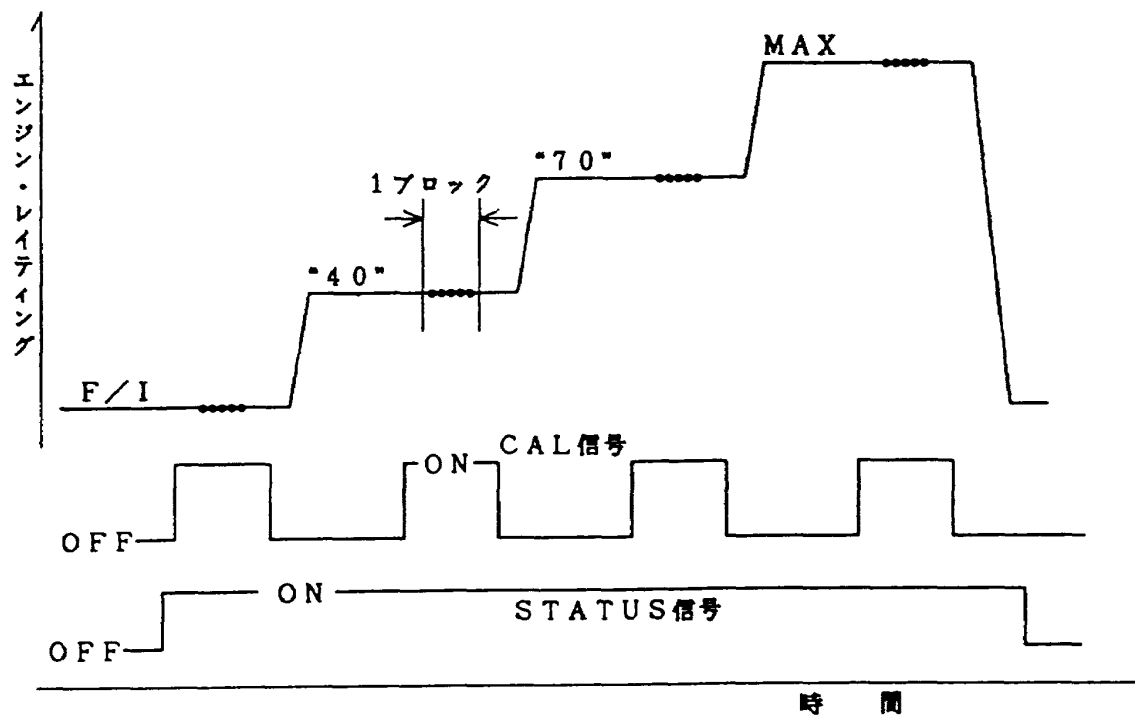 エンジン・レイティング
MAX
"70"
1ブロック
"40"
F/I
CAL信号
ON
OFF
ON
STATUS信号
OFF
時間